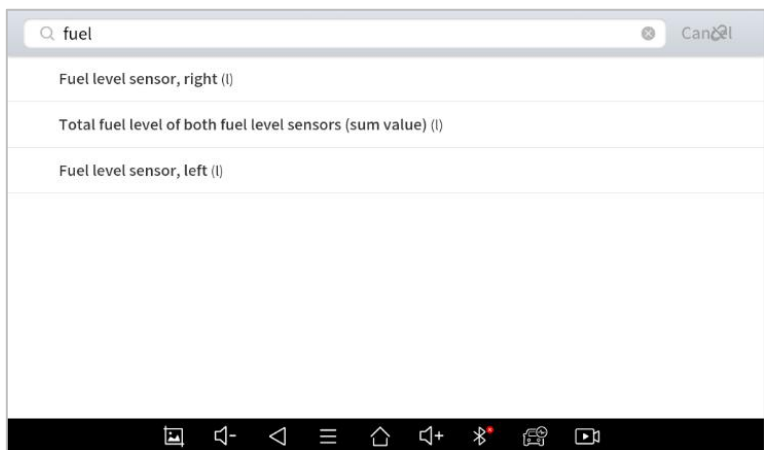 fuel
Cancel
Fuel level sensor, right (l)
Total fuel level of both fuel level sensors (sum value) (l)
Fuel level sensor, left (l)